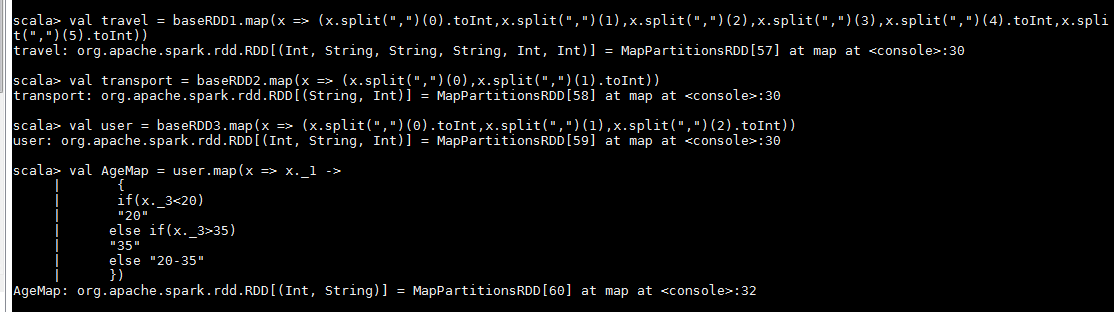 scala> val travel = baseRDD1.map(x => (x.split(",")(0).toInt,x.split(",")(1),x.split(",")(2),x.split(",")(3),x.split(",")(4).toInt,x.spli
t(",")(5).toInt))
travel: org.apache.spark.rdd.RDD[(Int, String, String, String, Int, Int)] = MapPartitionsRDD[57] at map at <console>:30
scala> val transport = baseRDD2.map(x => (x.split(",")(0),x.split(",")(1).toInt))
transport: org.apache.spark.rdd.RDD[(String, Int)] = MapPartitionsRDD[58] at map at <console>:30
scala> val user = baseRDD3.map(x => (x.split(",")(0).toInt,x.split(",")(1),x.split(",")(2).toInt))
user: org.apache.spark.rdd.RDD[(Int, String, Int)] = MapPartitionsRDD[59] at map at <console>:30
scala> val AgeMap = user.map(x => x._1 ->
     |       {
     |       if(x._3<20)
     |       "20"
     |      else if(x._3>35)
     |      "35"
     |      else "20-35"
     |      })
AgeMap: org.apache.spark.rdd.RDD[(Int, String)] = MapPartitionsRDD[60] at map at <console>:32